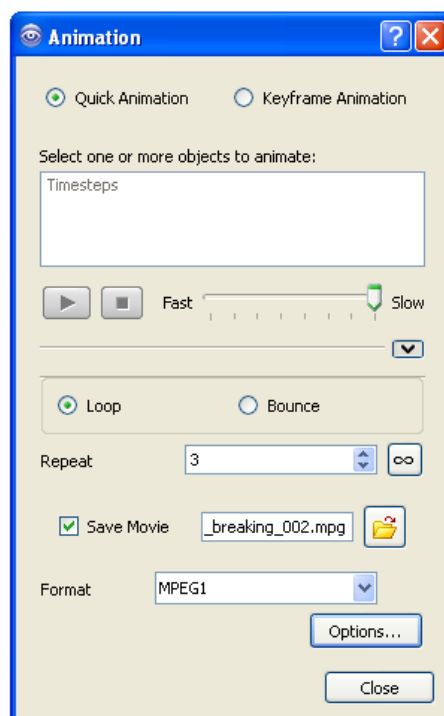 Animation
Quick Animation Keyframe Animation
Select one or more objects to animate:
Timesteps
Fast Slow
Loop Bounce
Repeat 3
Save Movie _breaking_002.mpg
Format MPEG1
Options...
Close